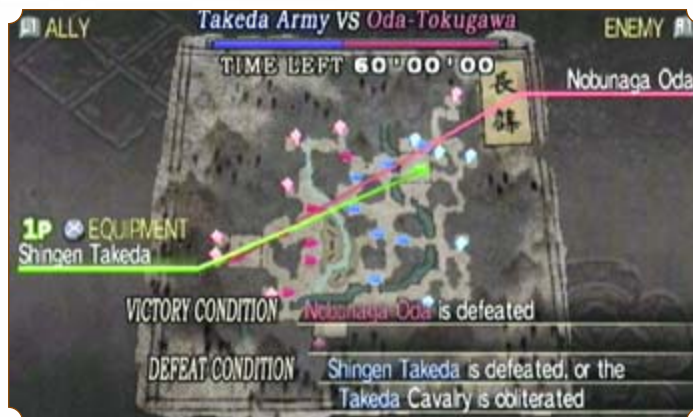 Takeda Army VS Oda-Tokugawa
L1 ALLY
ENEMY R1
TIME LEFT 60'00'00
Nobunaga Oda
長篠
1P EQUIPMENT
Shingen Takeda
VICTORY CONDITION Nobunaga Oda is defeated
DEFEAT CONDITION Shingen Takeda is defeated, or the
Takeda Cavalry is obliterated